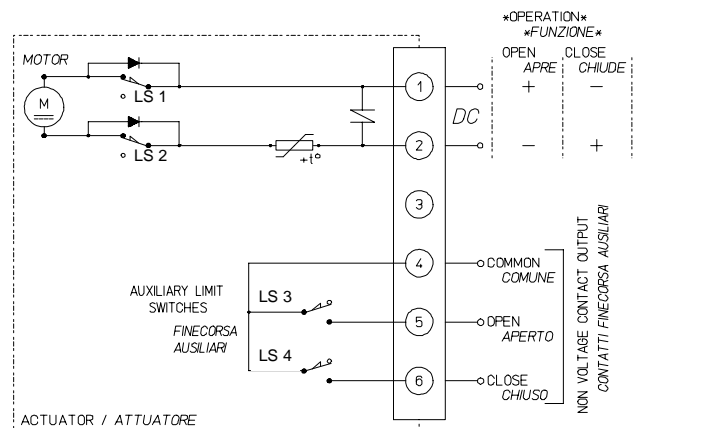 *OPERATION*
*FUNZIONE*
OPEN CLOSE
APRE CHIUDE
MOTOR
M
LS 1
1
DC
+ −
LS 2
+t°
2
− +
3
4
COMMON
COMUNE
AUXILIARY LIMIT
SWITCHES
FINECORSA
AUSILIARI
LS 3
5
OPEN
APERTO
LS 4
6
CLOSE
CHIUSO
NON VOLTAGE CONTACT OUTPUT
CONTATTI FINECORSA AUSILIARI
ACTUATOR / ATTUATORE